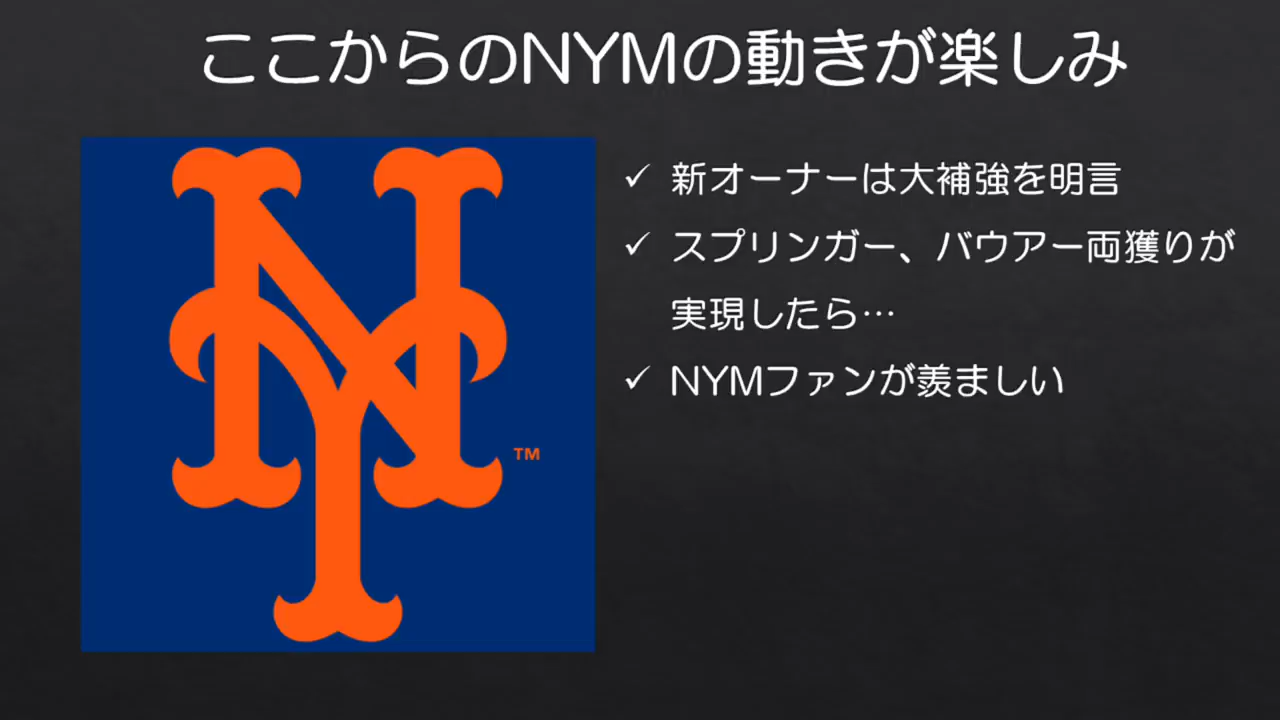 ここからのNYMの動きが楽しみ
NY
TM
✓ 新オーナーは大補強を明言
✓ スプリンガー、バウアー両獲りが
実現したら…
✓ NYMファンが羨ましい